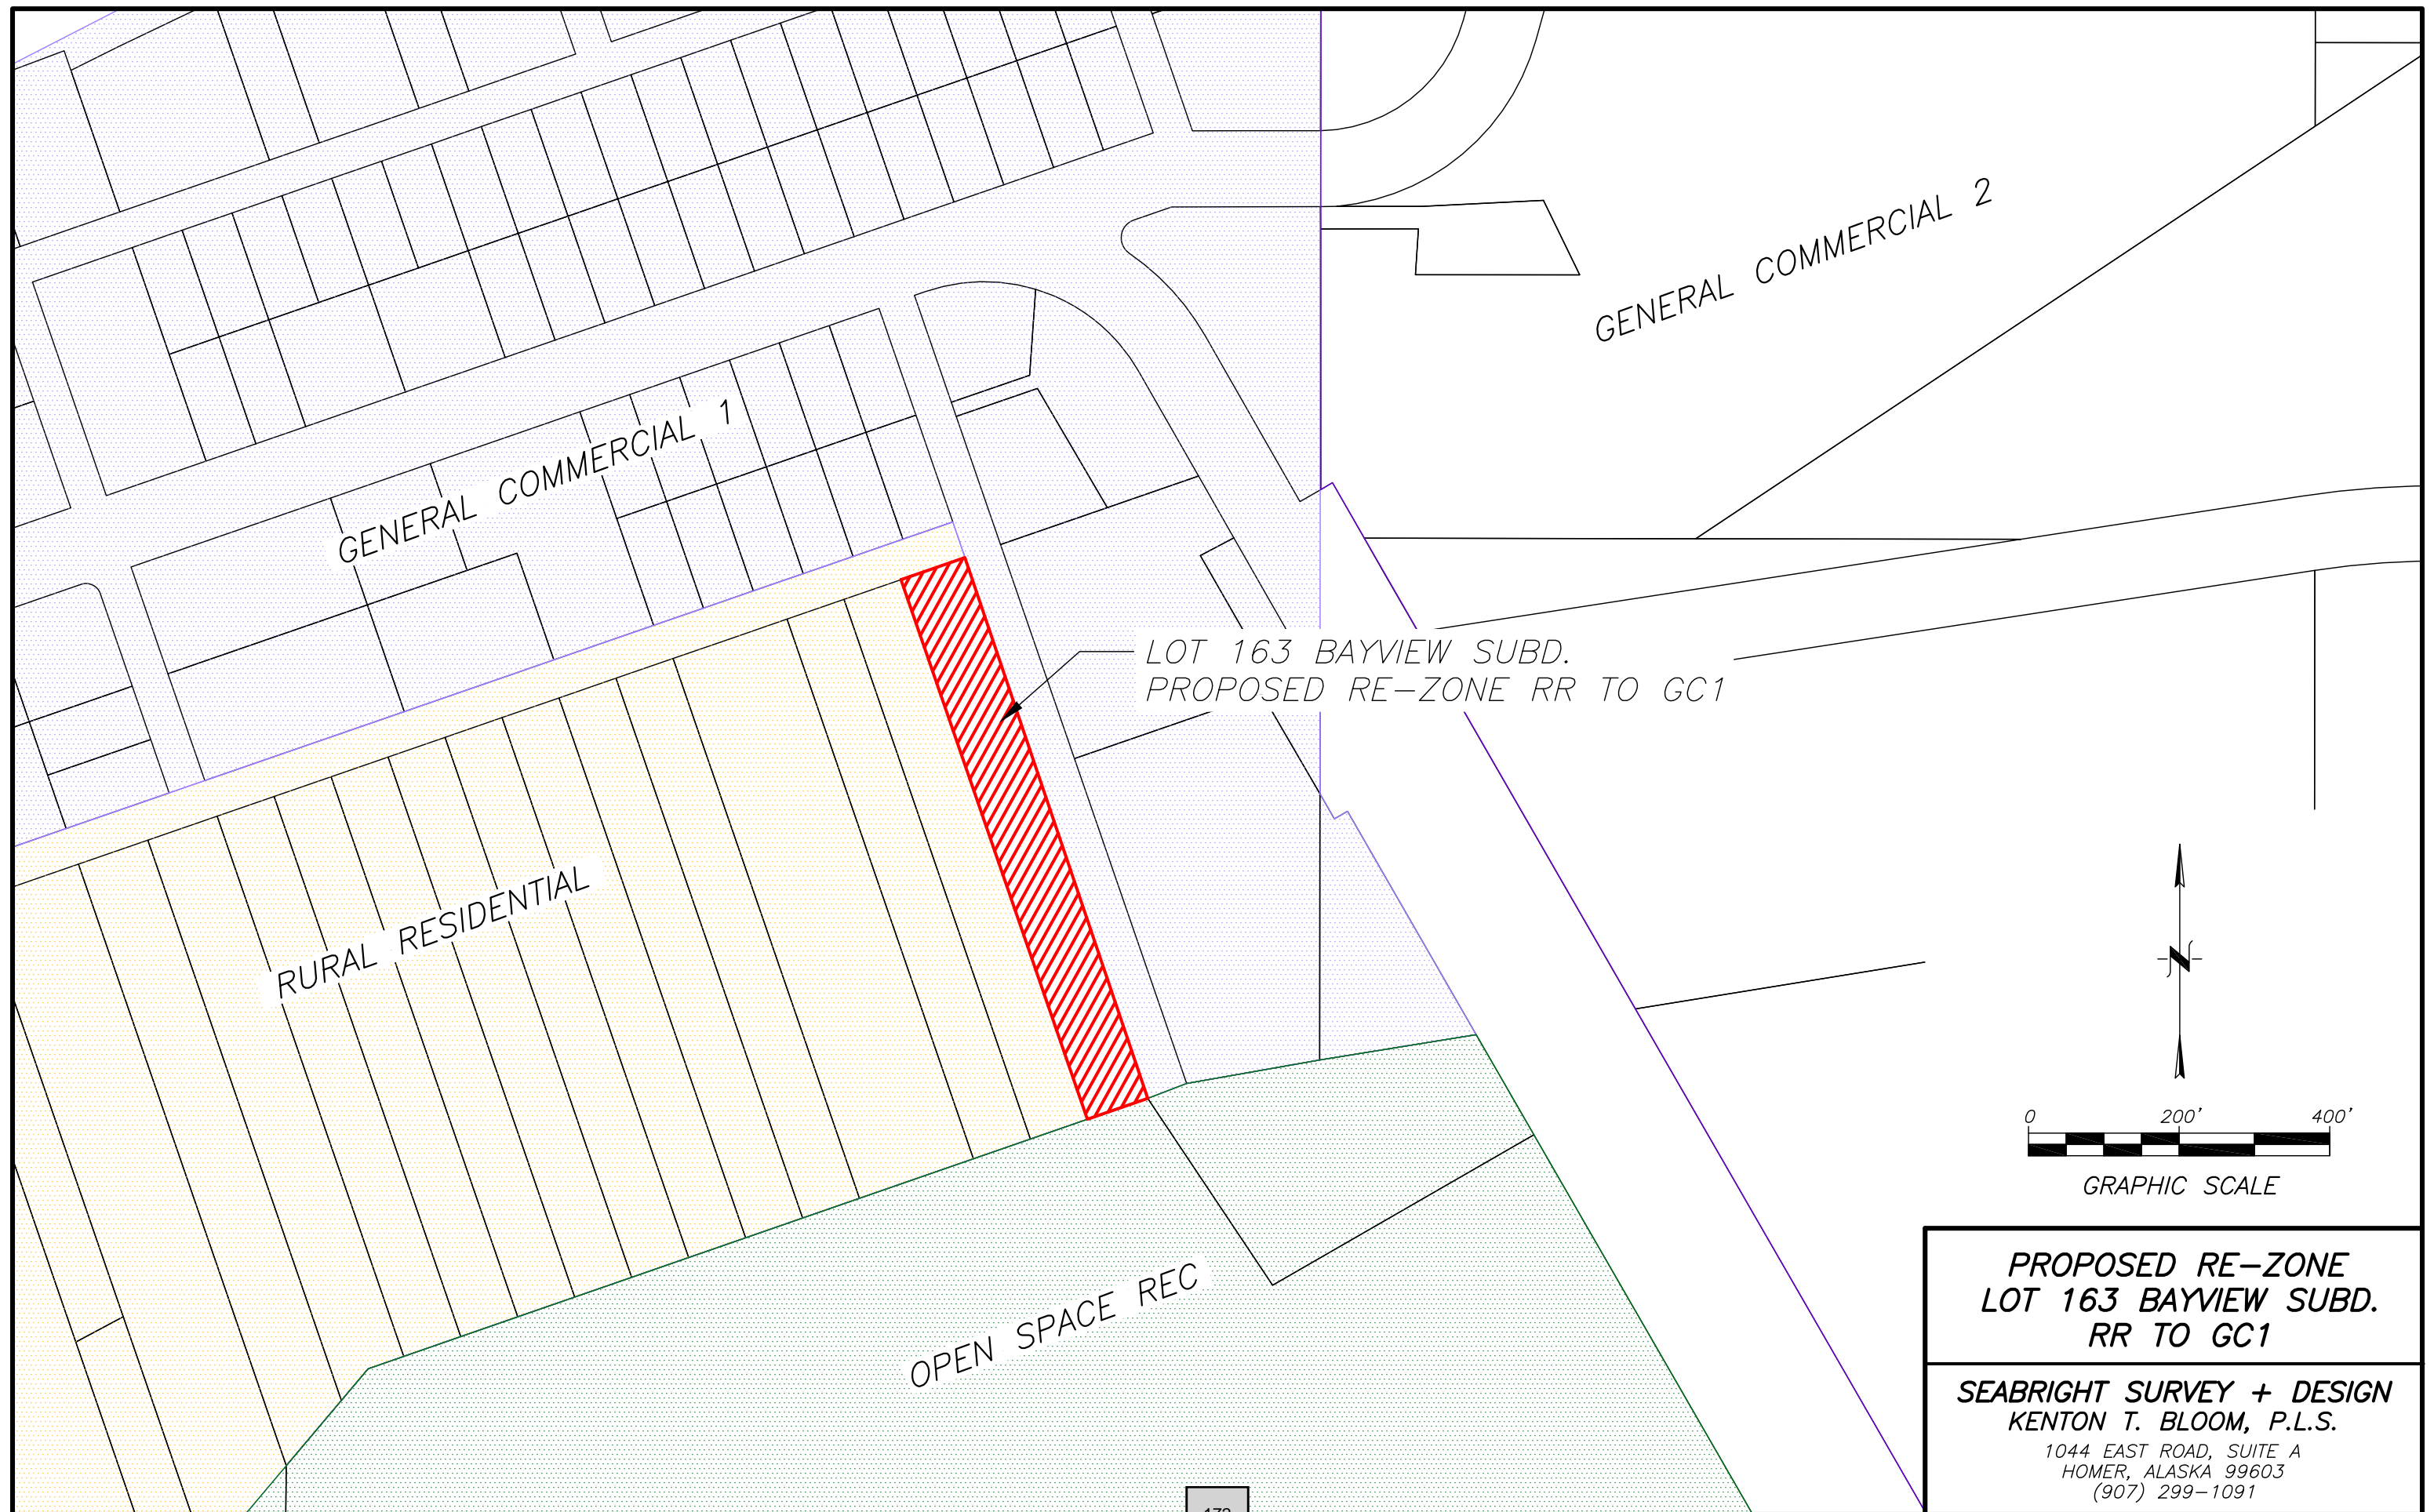 GENERAL COMMERCIAL 2
GENERAL COMMERCIAL 1
LOT 163 BAYVIEW SUBD.
PROPOSED RE-ZONE RR TO GC1
RURAL RESIDENTIAL
OPEN SPACE REC
N
0 200' 400'
GRAPHIC SCALE
PROPOSED RE-ZONE
LOT 163 BAYVIEW SUBD.
RR TO GC1
SEABRIGHT SURVEY + DESIGN
KENTON T. BLOOM, P.L.S.
1044 EAST ROAD, SUITE A
HOMER, ALASKA 99603
(907) 299-1091